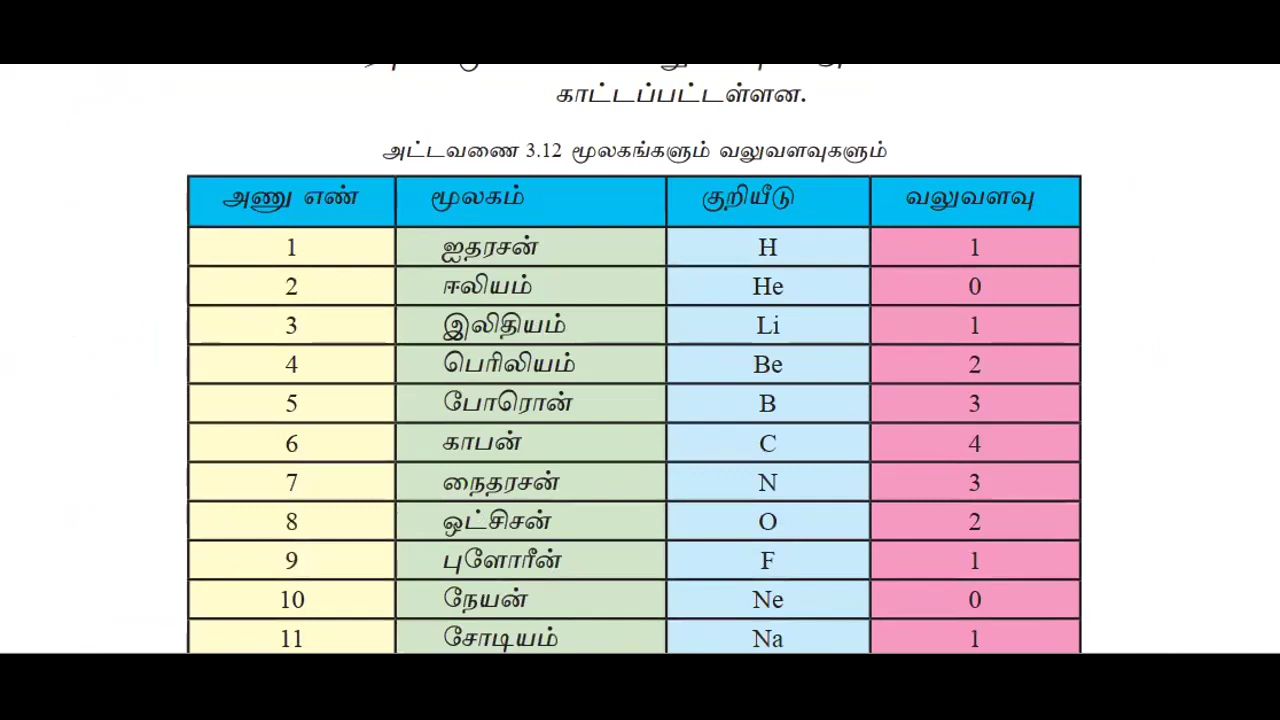 காட்டப்பட்டள்ளன.
அட்டவணை 3.12 மூலகங்களும் வலுவளவுகளும்
அணு எண் மூலகம் குறியீடு வலுவளவு
1 ஐதரசன் H 1
2 ஈலியம் He 0
3 இலிதியம் Li 1
4 பெரிலியம் Be 2
5 போரொன் B 3
6 காபன் C 4
7 நைதரசன் N 3
8 ஒட்சிசன் O 2
9 புளோரீன் F 1
10 நேயன் Ne 0
11 சோடியம் Na 1